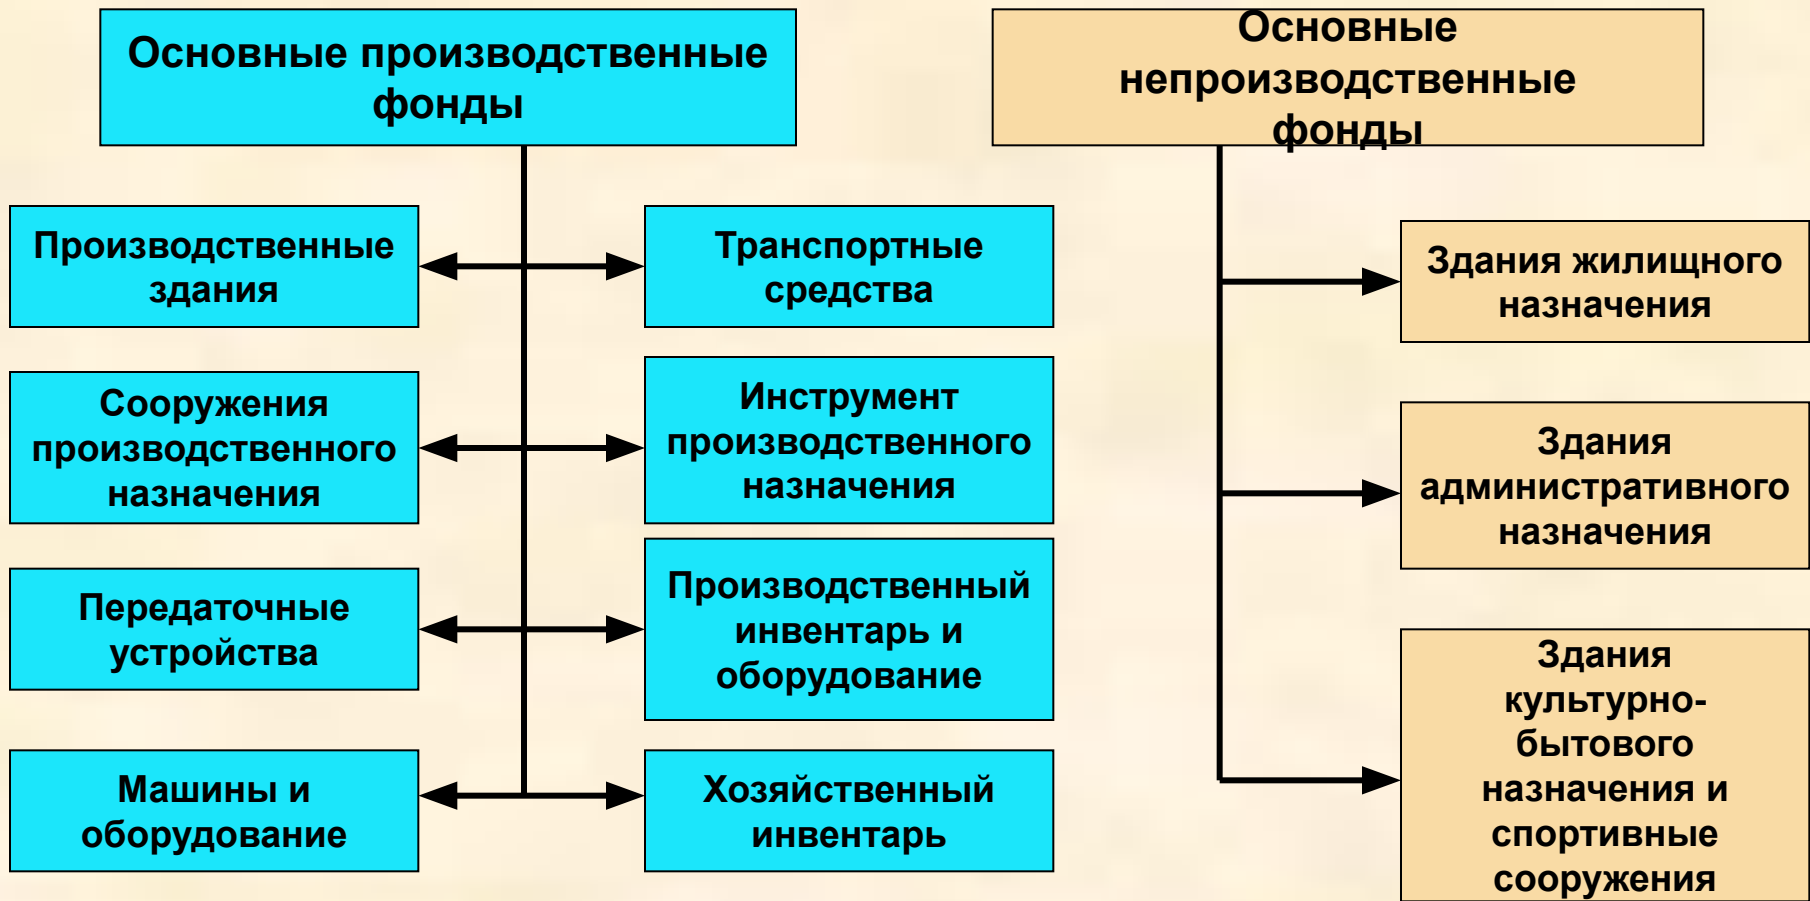 Основные производственные
фонды
Основные
непроизводственные
фонды
Производственные
здания
Транспортные
средства
Здания жилищного
назначения
Сооружения
производственного
назначения
Инструмент
производственного
назначения
Здания
административного
назначения
Передаточные
устройства
Производственный
инвентарь и
оборудование
Здания
культурно-
бытового
назначения и
спортивные
сооружения
Машины и
оборудование
Хозяйственный
инвентарь